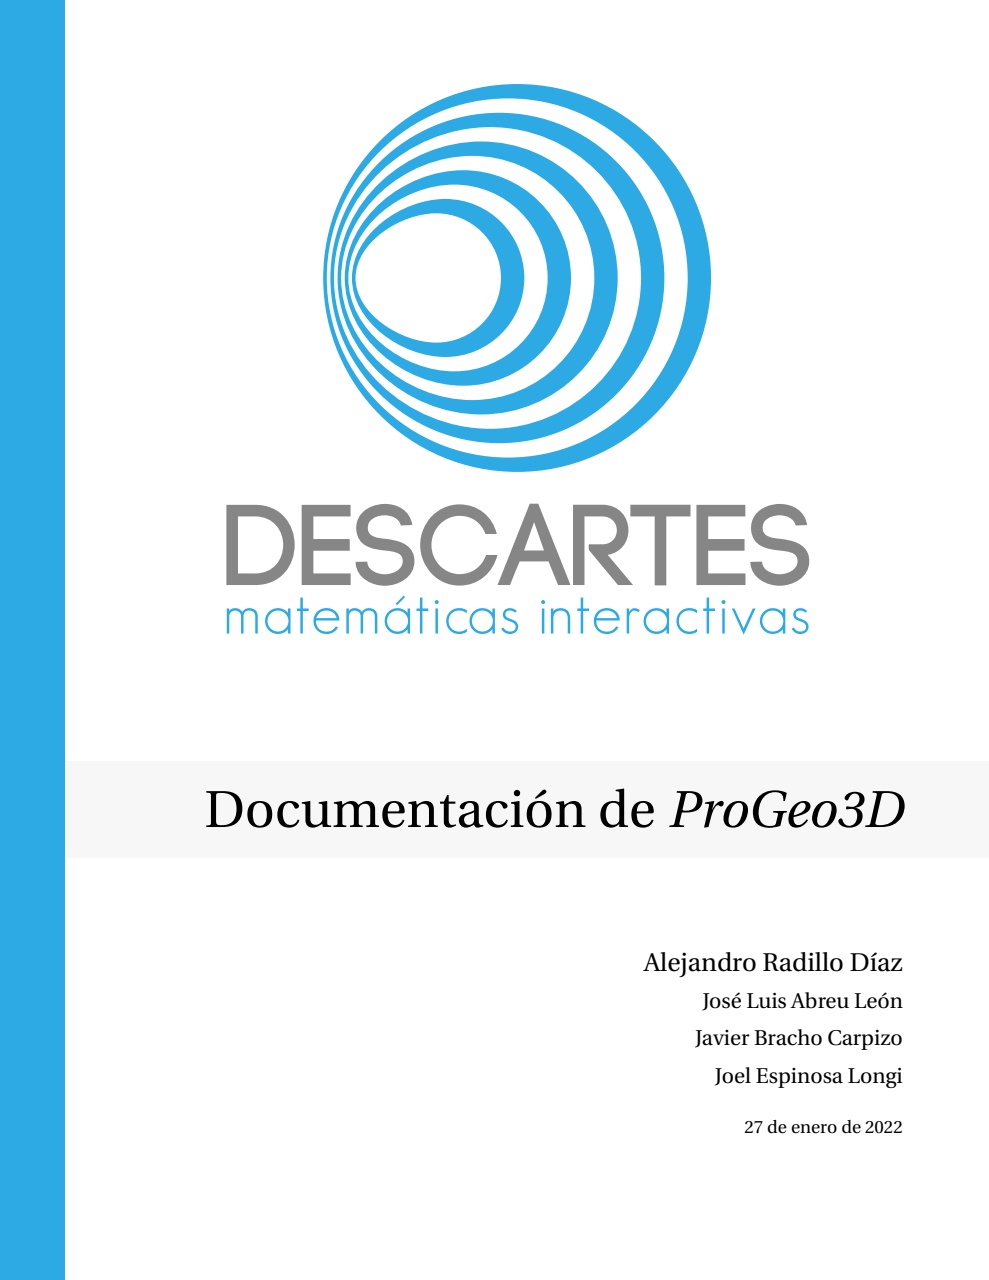 DESCARTES
matemáticas interactivas
Documentación de ProGeo3D
Alejandro Radillo Díaz
José Luis Abreu León
Javier Bracho Carpizo
Joel Espinosa Longi
27 de enero de 2022